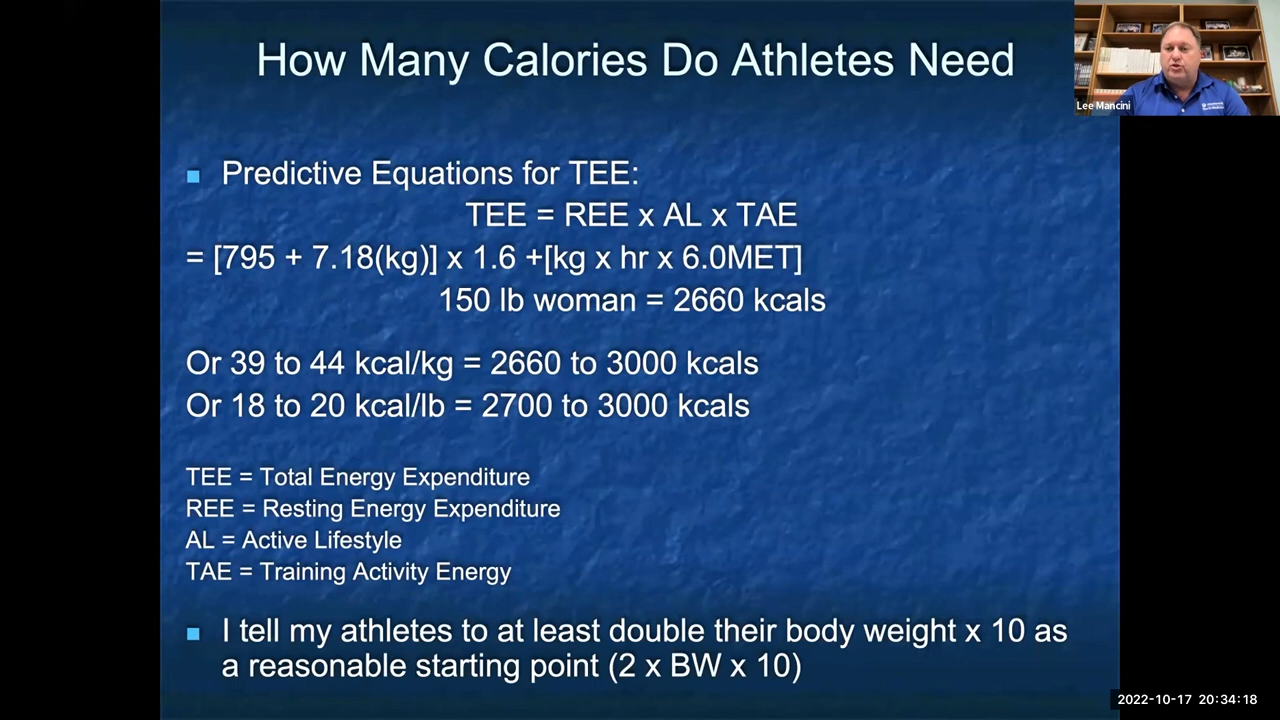 How Many Calories Do Athletes Need
Lee Mancini
Predictive Equations for TEE:
TEE = REE x AL x TAE
= [795 + 7.18(kg)] x 1.6 +[kg x hr x 6.0MET]
150 lb woman = 2660 kcals
Or 39 to 44 kcal/kg = 2660 to 3000 kcals
Or 18 to 20 kcal/lb = 2700 to 3000 kcals
TEE = Total Energy Expenditure
REE = Resting Energy Expenditure
AL = Active Lifestyle
TAE = Training Activity Energy
I tell my athletes to at least double their body weight x 10 as
a reasonable starting point (2 x BW x 10)
2022-10-17 20:34:18